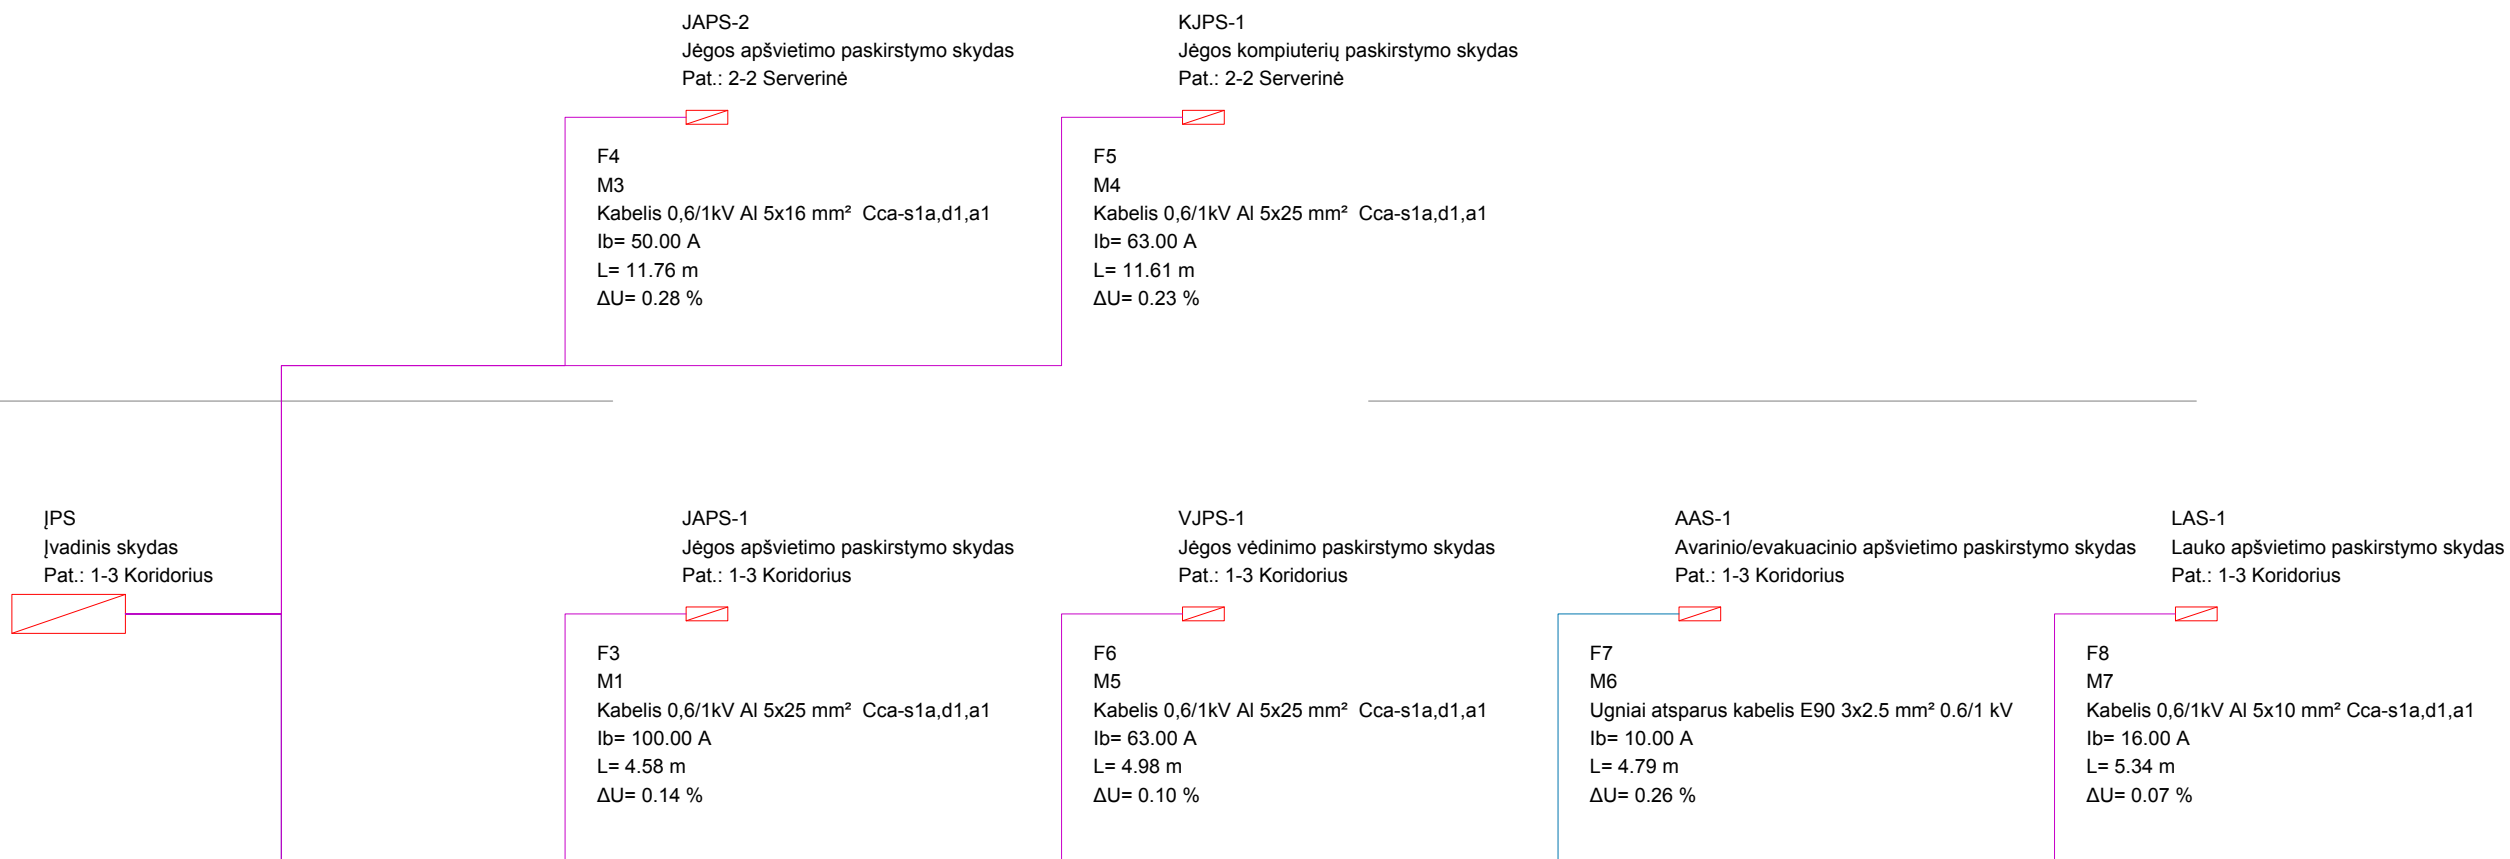 JAPS-2
Jėgos apšvietimo paskirstymo skydas
Pat.: 2-2 Serverinė
KJPS-1
Jėgos kompiuterių paskirstymo skydas
Pat.: 2-2 Serverinė
F4
M3
Kabelis 0,6/1kV Al 5x16 mm² Cca-s1a,d1,a1
Ib= 50.00 A
L= 11.76 m
ΔU= 0.28 %
F5
M4
Kabelis 0,6/1kV Al 5x25 mm² Cca-s1a,d1,a1
Ib= 63.00 A
L= 11.61 m
ΔU= 0.23 %
ĮPS
Įvadinis skydas
Pat.: 1-3 Koridorius
JAPS-1
Jėgos apšvietimo paskirstymo skydas
Pat.: 1-3 Koridorius
VJPS-1
Jėgos vėdinimo paskirstymo skydas
Pat.: 1-3 Koridorius
AAS-1
Avarinio/evakuacinio apšvietimo paskirstymo skydas
Pat.: 1-3 Koridorius
LAS-1
Lauko apšvietimo paskirstymo skydas
Pat.: 1-3 Koridorius
F3
M1
Kabelis 0,6/1kV Al 5x25 mm² Cca-s1a,d1,a1
Ib= 100.00 A
L= 4.58 m
ΔU= 0.14 %
F6
M5
Kabelis 0,6/1kV Al 5x25 mm² Cca-s1a,d1,a1
Ib= 63.00 A
L= 4.98 m
ΔU= 0.10 %
F7
M6
Ugniai atsparus kabelis E90 3x2.5 mm² 0.6/1 kV
Ib= 10.00 A
L= 4.79 m
ΔU= 0.26 %
F8
M7
Kabelis 0,6/1kV Al 5x10 mm² Cca-s1a,d1,a1
Ib= 16.00 A
L= 5.34 m
ΔU= 0.07 %